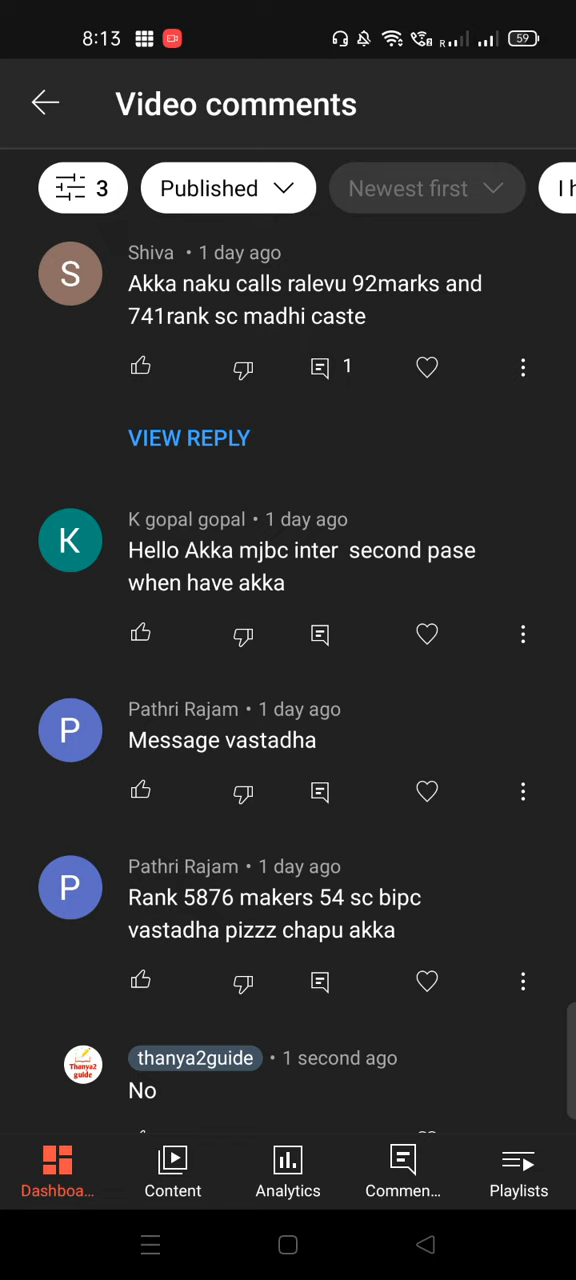 8:13
59
Video comments
3
Published
Newest first
I h
Shiva • 1 day ago
Akka naku calls ralevu 92marks and
741rank sc madhi caste
1
VIEW REPLY
K gopal gopal • 1 day ago
Hello Akka mjbc inter second pase
when have akka
Pathri Rajam • 1 day ago
Message vastadha
Pathri Rajam • 1 day ago
Rank 5876 makers 54 sc bipc
vastadha pizzz chapu akka
thanya2guide • 1 second ago
No
Dashboa...
Content
Analytics
Commen...
Playlists
S
K
P
P
Thanya2
guide